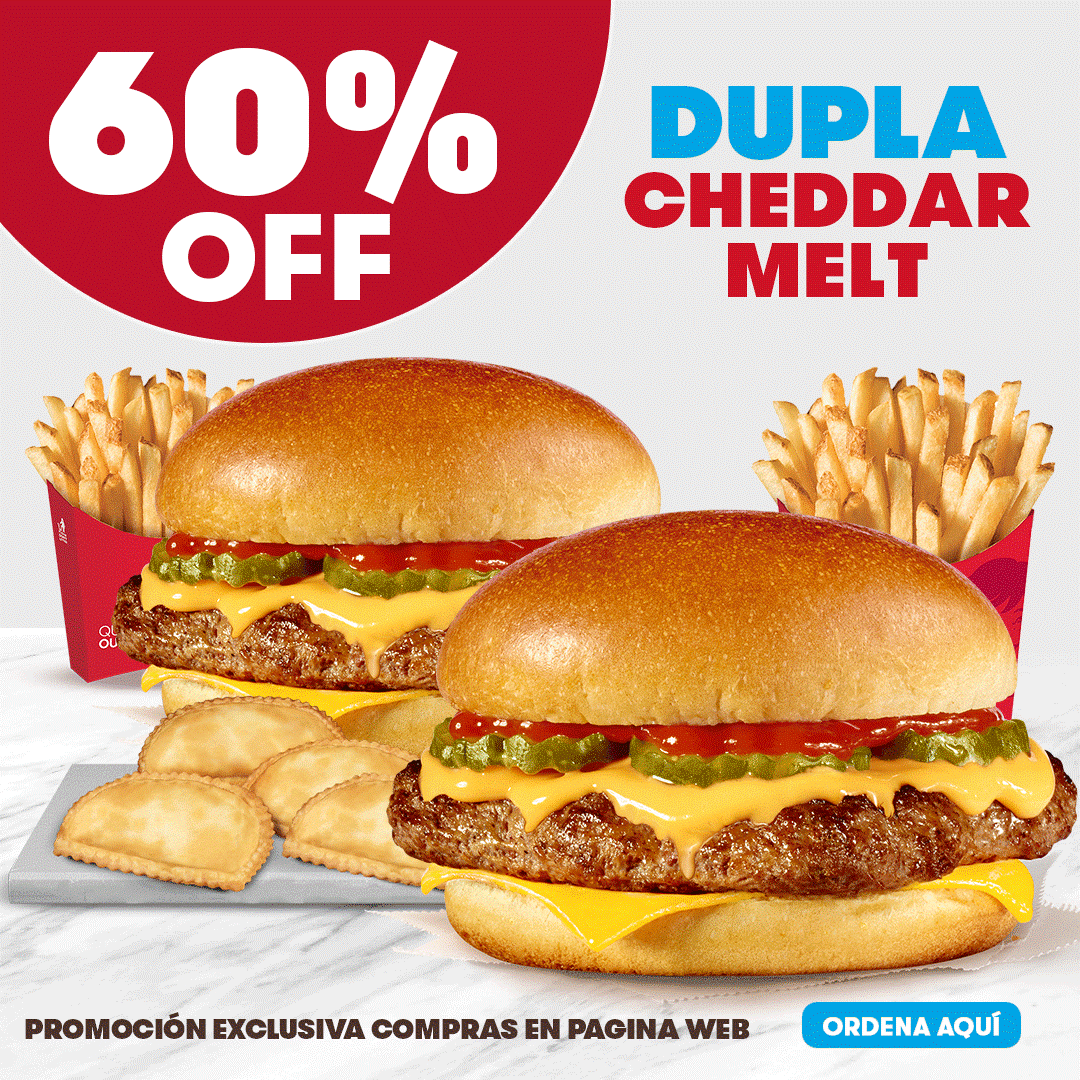 60%
OFF
DUPLA
CHEDDAR
MELT
PROMOCIÓN EXCLUSIVA COMPRAS EN PAGINA WEB
ORDENA AQUÍ